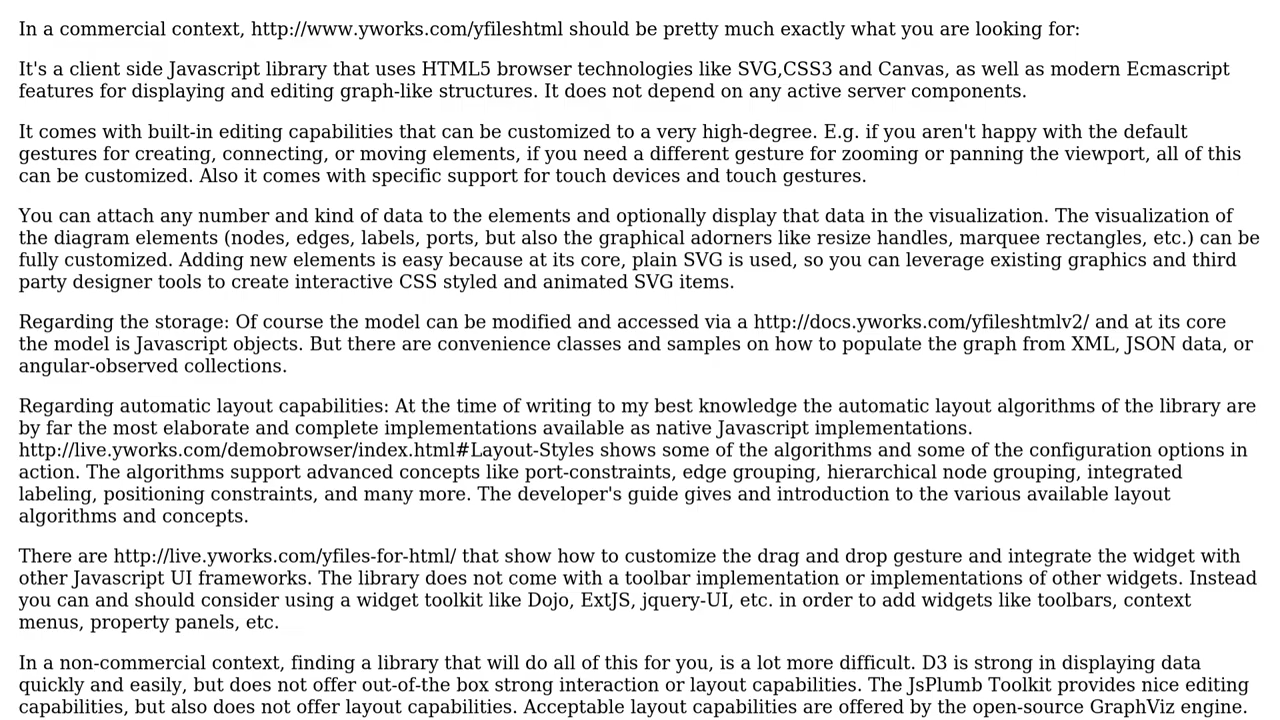 In a commercial context, http://www.yworks.com/yfileshtml should be pretty much exactly what you are looking for:
It's a client side Javascript library that uses HTML5 browser technologies like SVG,CSS3 and Canvas, as well as modern Ecmascript
features for displaying and editing graph-like structures. It does not depend on any active server components.
It comes with built-in editing capabilities that can be customized to a very high-degree. E.g. if you aren't happy with the default
gestures for creating, connecting, or moving elements, if you need a different gesture for zooming or panning the viewport, all of this
can be customized. Also it comes with specific support for touch devices and touch gestures.
You can attach any number and kind of data to the elements and optionally display that data in the visualization. The visualization of
the diagram elements (nodes, edges, labels, ports, but also the graphical adorners like resize handles, marquee rectangles, etc.) can be
fully customized. Adding new elements is easy because at its core, plain SVG is used, so you can leverage existing graphics and third
party designer tools to create interactive CSS styled and animated SVG items.
Regarding the storage: Of course the model can be modified and accessed via a http://docs.yworks.com/yfileshtmlv2/ and at its core
the model is Javascript objects. But there are convenience classes and samples on how to populate the graph from XML, JSON data, or
angular-observed collections.
Regarding automatic layout capabilities: At the time of writing to my best knowledge the automatic layout algorithms of the library are
by far the most elaborate and complete implementations available as native Javascript implementations.
http://live.yworks.com/demobrowser/index.html#Layout-Styles shows some of the algorithms and some of the configuration options in
action. The algorithms support advanced concepts like port-constraints, edge grouping, hierarchical node grouping, integrated
labeling, positioning constraints, and many more. The developer's guide gives and introduction to the various available layout
algorithms and concepts.
There are http://live.yworks.com/yfiles-for-html/ that show how to customize the drag and drop gesture and integrate the widget with
other Javascript UI frameworks. The library does not come with a toolbar implementation or implementations of other widgets. Instead
you can and should consider using a widget toolkit like Dojo, ExtJS, jquery-UI, etc. in order to add widgets like toolbars, context
menus, property panels, etc.
In a non-commercial context, finding a library that will do all of this for you, is a lot more difficult. D3 is strong in displaying data
quickly and easily, but does not offer out-of-the box strong interaction or layout capabilities. The JsPlumb Toolkit provides nice editing
capabilities, but also does not offer layout capabilities. Acceptable layout capabilities are offered by the open-source GraphViz engine.